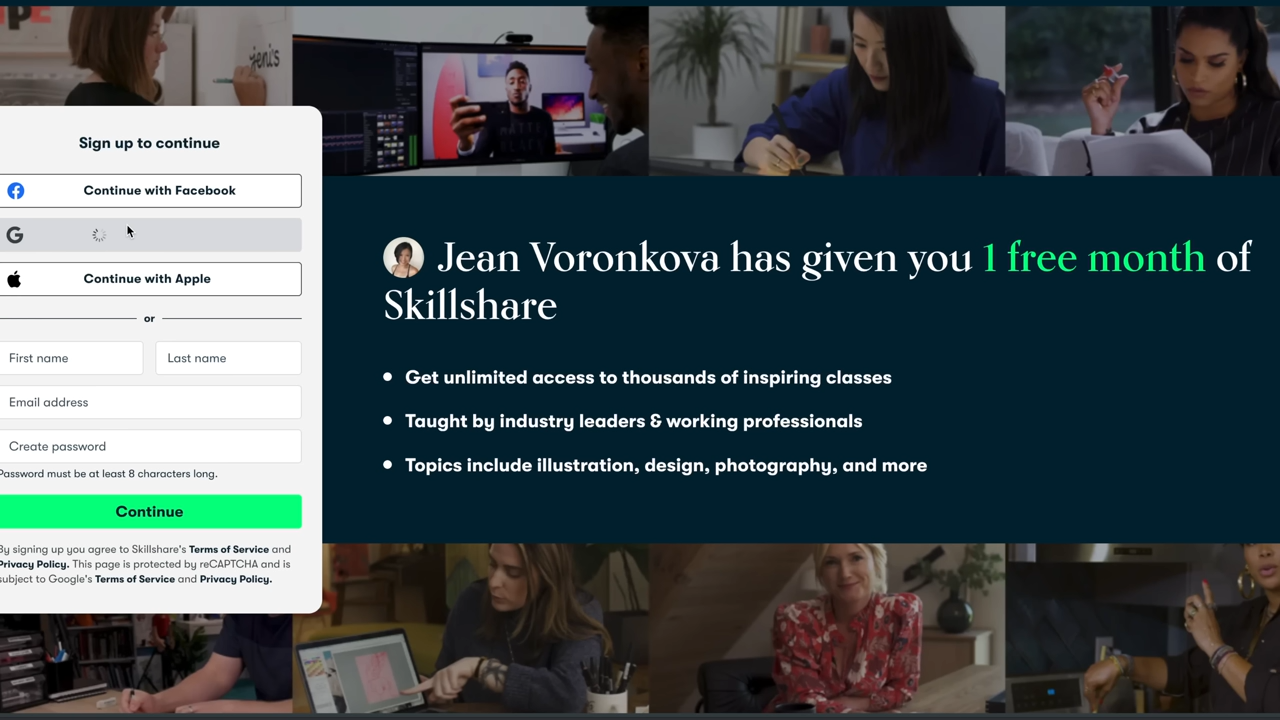 Jeni's
Sign up to continue
Continue with Facebook
G
Continue with Apple
or
First name
Last name
Email address
Create password
Password must be at least 8 characters long.
Continue
By signing up you agree to Skillshare's Terms of Service and
Privacy Policy. This page is protected by reCAPTCHA and is
subject to Google's Terms of Service and Privacy Policy.
Jean Voronkova has given you 1 free month of
Skillshare
Get unlimited access to thousands of inspiring classes
Taught by industry leaders & working professionals
Topics include illustration, design, photography, and more